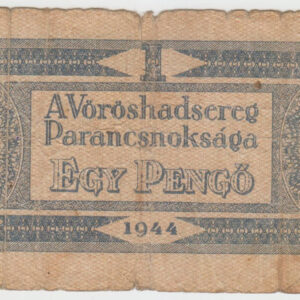 1
A Vöröshadsereg
Parancsnoksága
EGY PENGŐ
1944